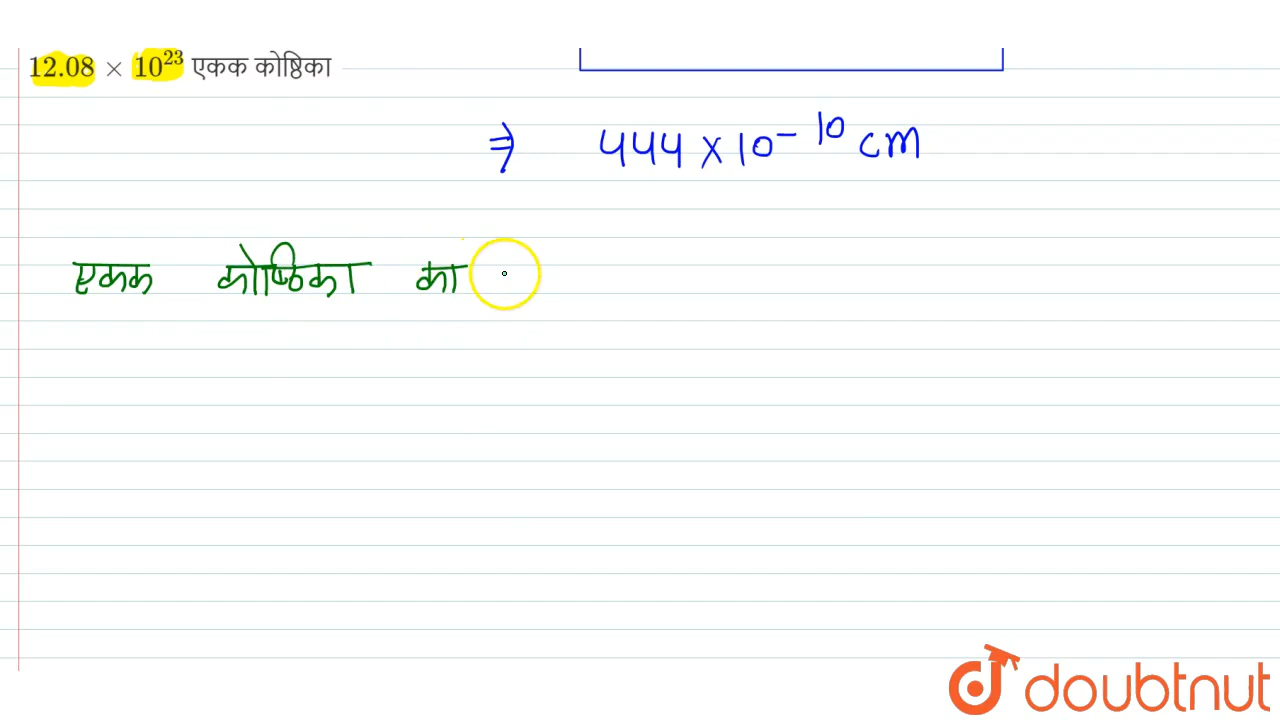 12.08 × 10²³ एकक कोष्ठिका
⇒ 444 × 10⁻¹⁰ cm
एकक कोष्ठिका का
doubtnut